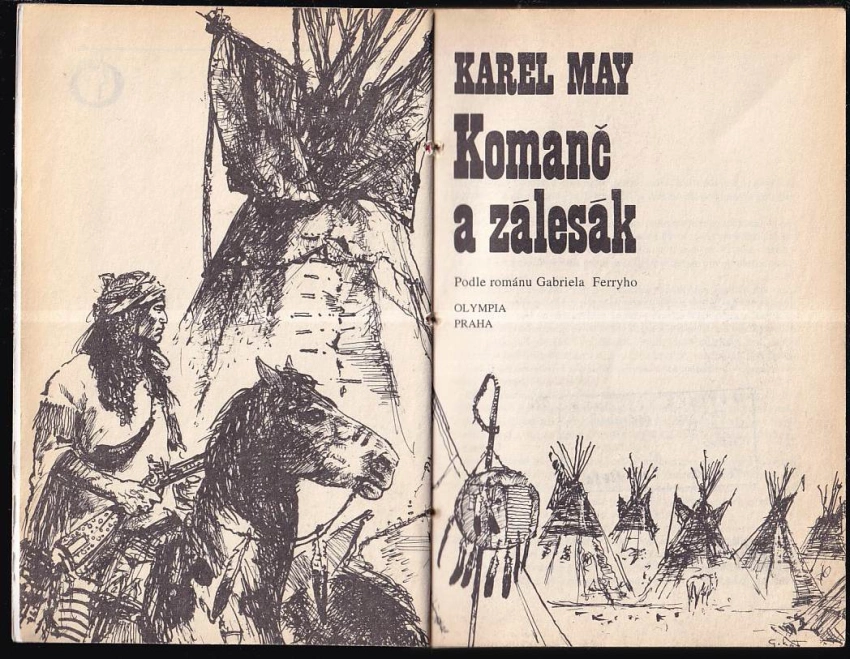 KAREL MAY
Komanč
a zálesák
Podle románu Gabriela Ferryho
OLYMPIA
PRAHA